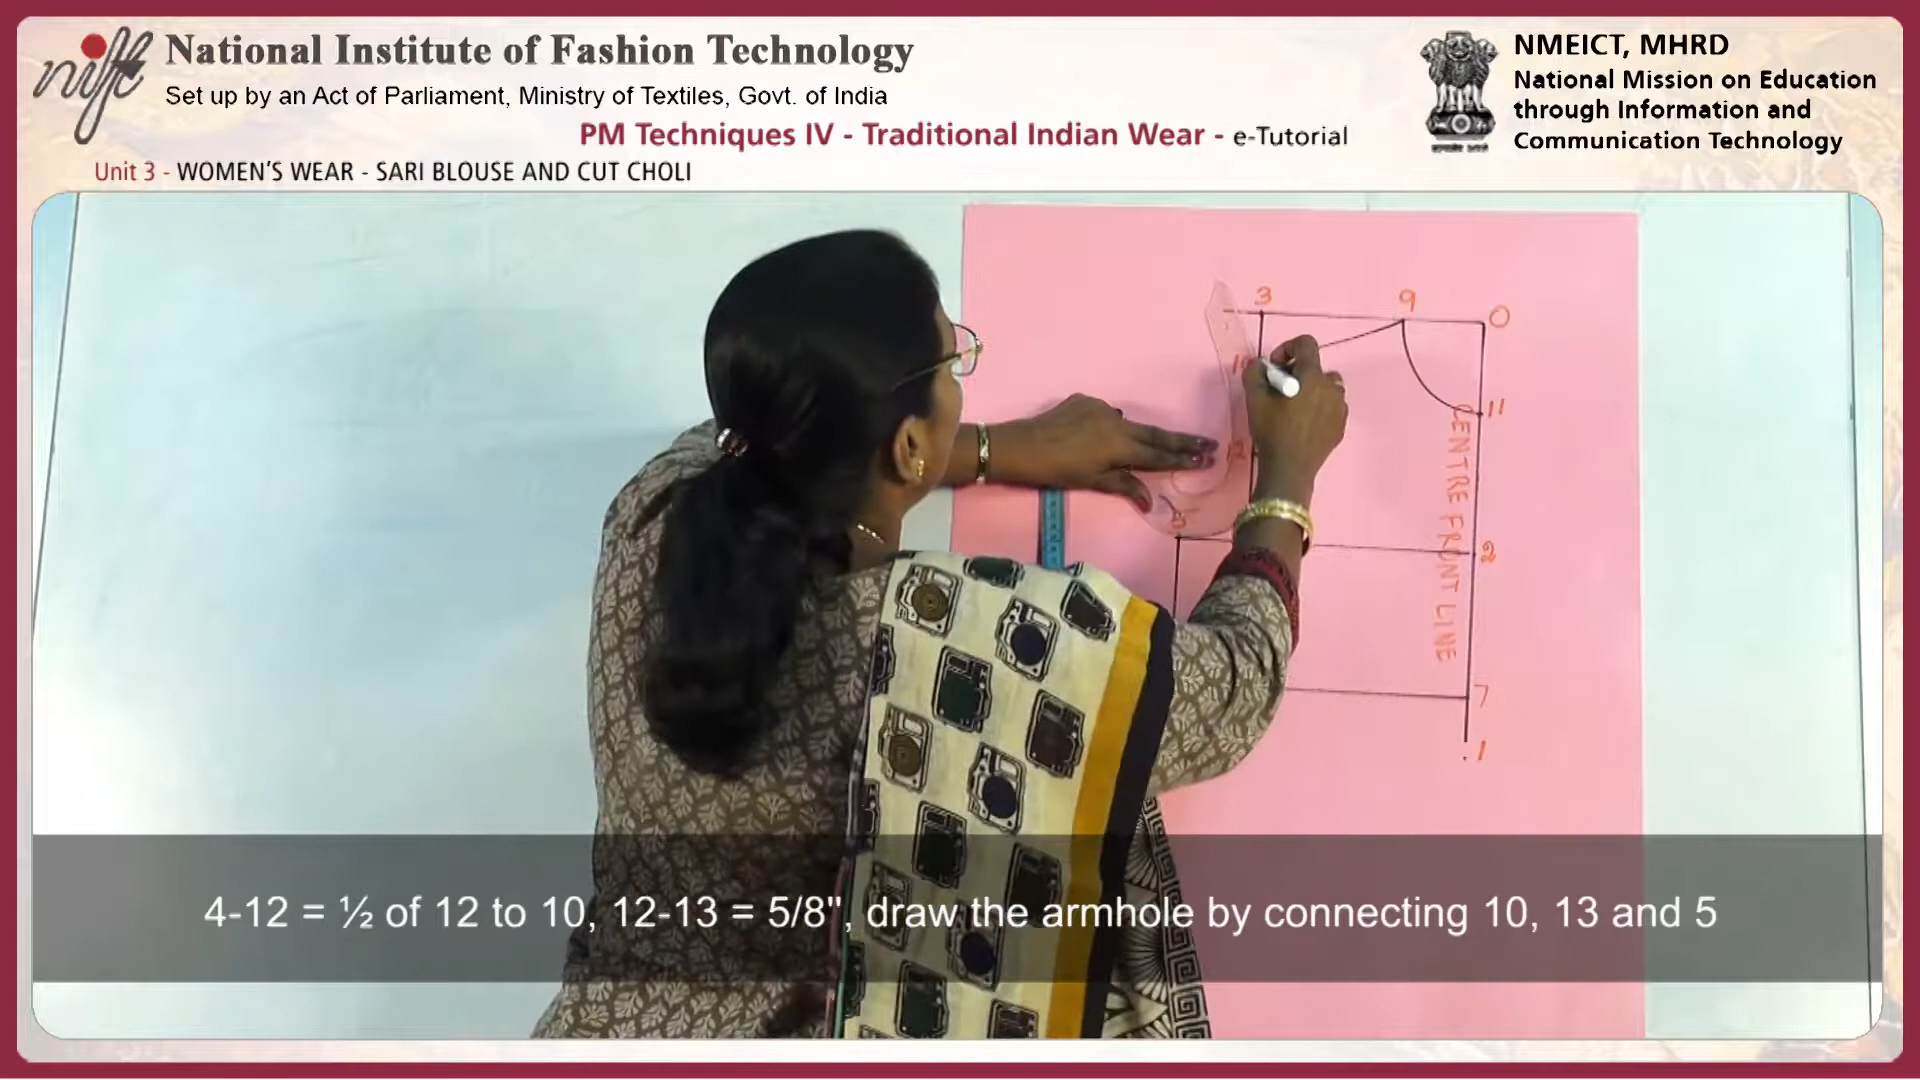 nift
National Institute of Fashion Technology
Set up by an Act of Parliament, Ministry of Textiles, Govt. of India
NMEICT, MHRD
National Mission on Education
through Information and
Communication Technology
PM Techniques IV - Traditional Indian Wear - e-Tutorial
Unit 3 - WOMEN'S WEAR - SARI BLOUSE AND CUT CHOLI
3
9
0
11
CENTRE FRONT LINE
2
7
1
4-12 = ½ of 12 to 10, 12-13 = 5/8", draw the armhole by connecting 10, 13 and 5